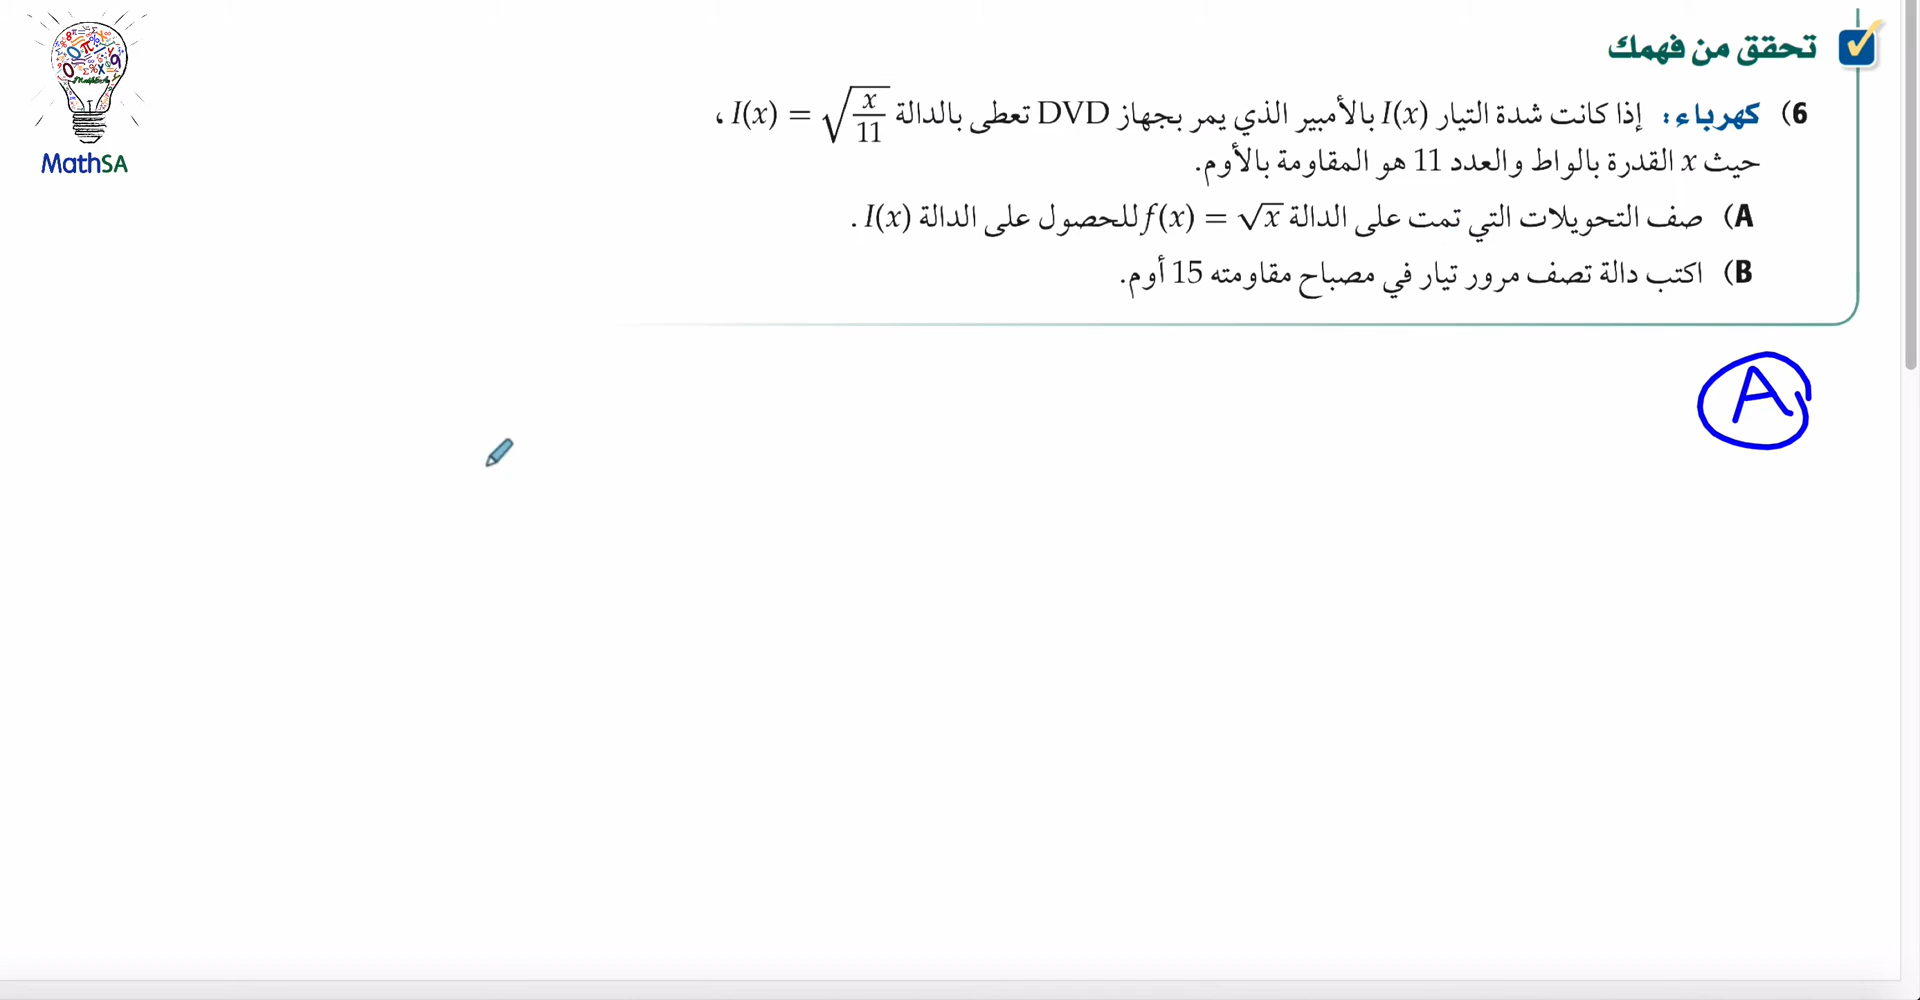 MathSA
تحقق من فهمك
6) كهرباء: إذا كانت شدة التيار I(x) بالأمبير الذي يمر بجهاز DVD تعطى بالدالة I(x) = √(x/11) ،
حيث x القدرة بالواط والعدد 11 هو المقاومة بالأوم.
A) صف التحويلات التي تمت على الدالة f(x) = √x للحصول على الدالة I(x) .
B) اكتب دالة تصف مرور تيار في مصباح مقاومته 15 أوم.
A